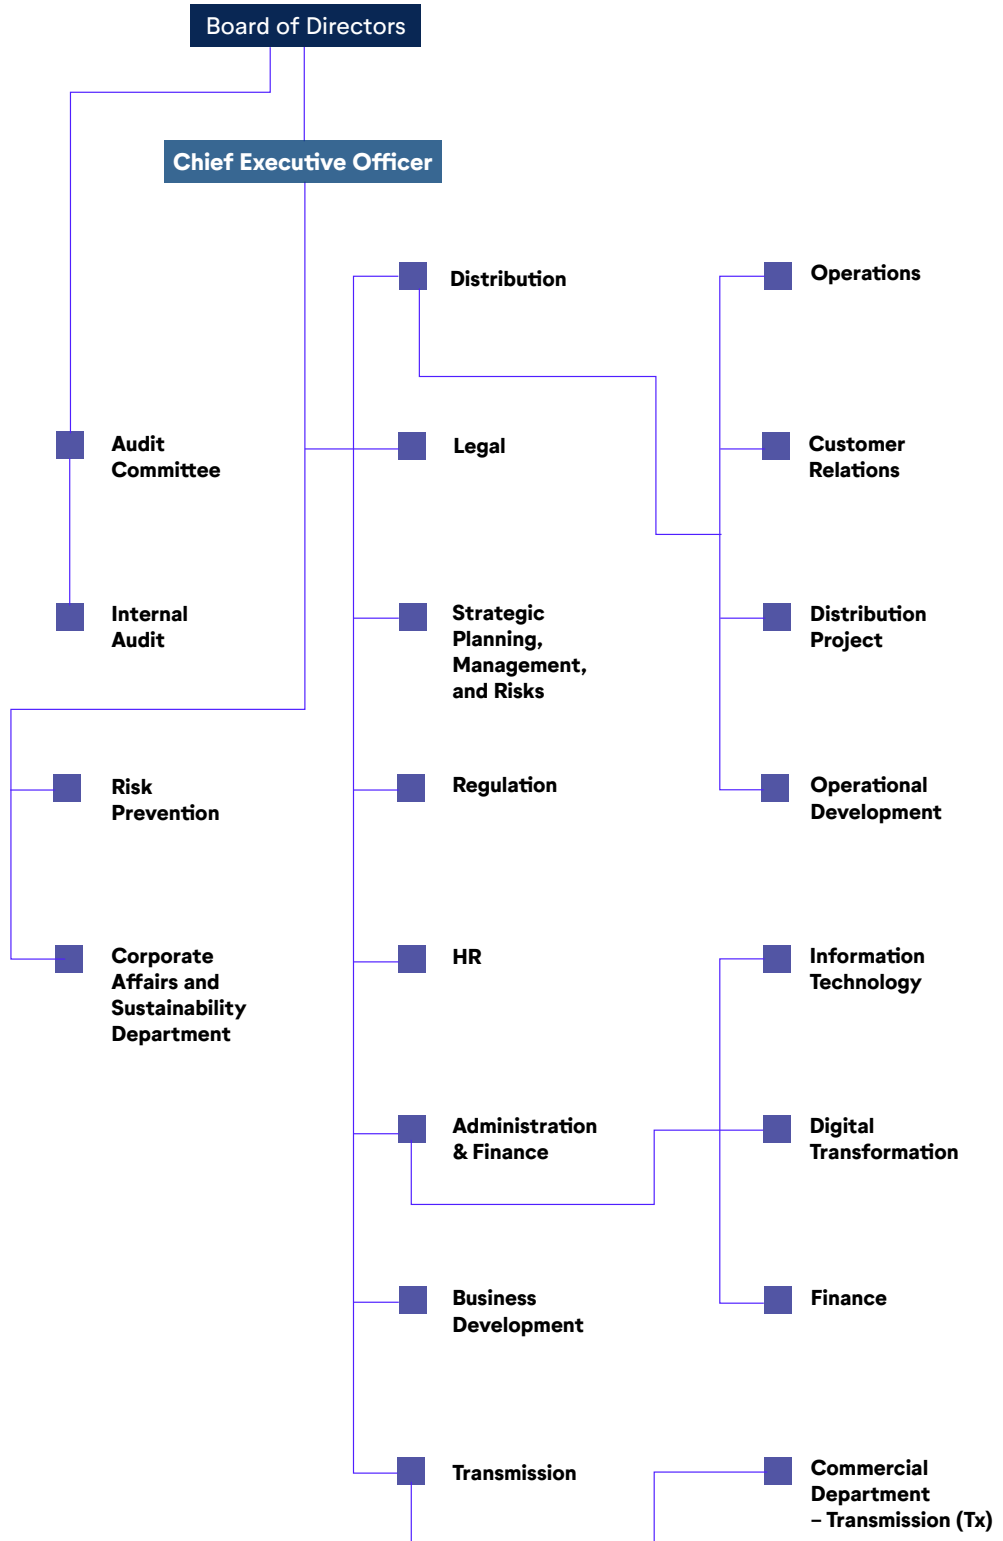 Board of Directors
Chief Executive Officer
Audit
Committee
Internal
Audit
Risk
Prevention
Corporate
Affairs and
Sustainability
Department
Distribution
Legal
Strategic
Planning,
Management,
and Risks
Regulation
HR
Administration
& Finance
Business
Development
Transmission
Operations
Customer
Relations
Distribution
Project
Operational
Development
Information
Technology
Digital
Transformation
Finance
Commercial
Department
– Transmission (Tx)